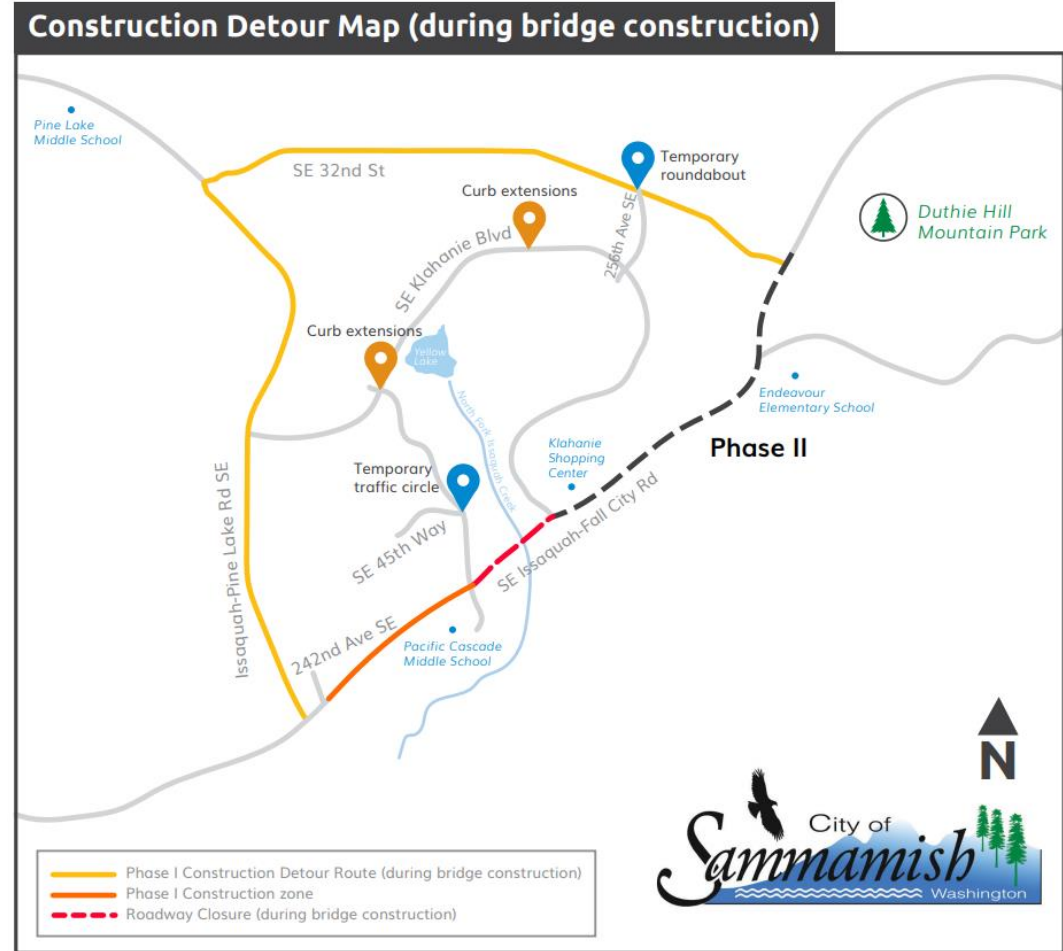 Construction Detour Map (during bridge construction)
Pine Lake
Middle School
SE 32nd St
Temporary
roundabout
Curb extensions
256th Ave SE
Duthie Hill
Mountain Park
SE Klahanie Blvd
Curb extensions
Yellow
Lake
North Fork Issaquah Creek
Endeavour
Elementary School
Klahanie
Shopping
Center
Phase II
Temporary
traffic circle
Issaquah-Pine Lake Rd SE
SE 45th Way
SE Issaquah-Fall City Rd
242nd Ave SE
Pacific Cascade
Middle School
N
City of
Sammamish
Washington
Phase I Construction Detour Route (during bridge construction)
Phase I Construction zone
Roadway Closure (during bridge construction)